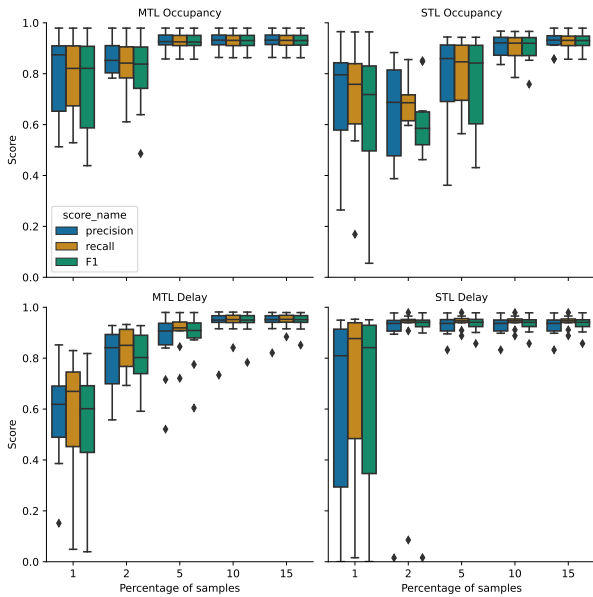 MTL Occupancy
STL Occupancy
1.0
0.8
0.6
0.4
0.2
0.0
Score
score_name
precision
recall
F1
MTL Delay
STL Delay
1.0
0.8
0.6
0.4
0.2
0.0
Score
1 2 5 10 15
1 2 5 10 15
Percentage of samples
Percentage of samples